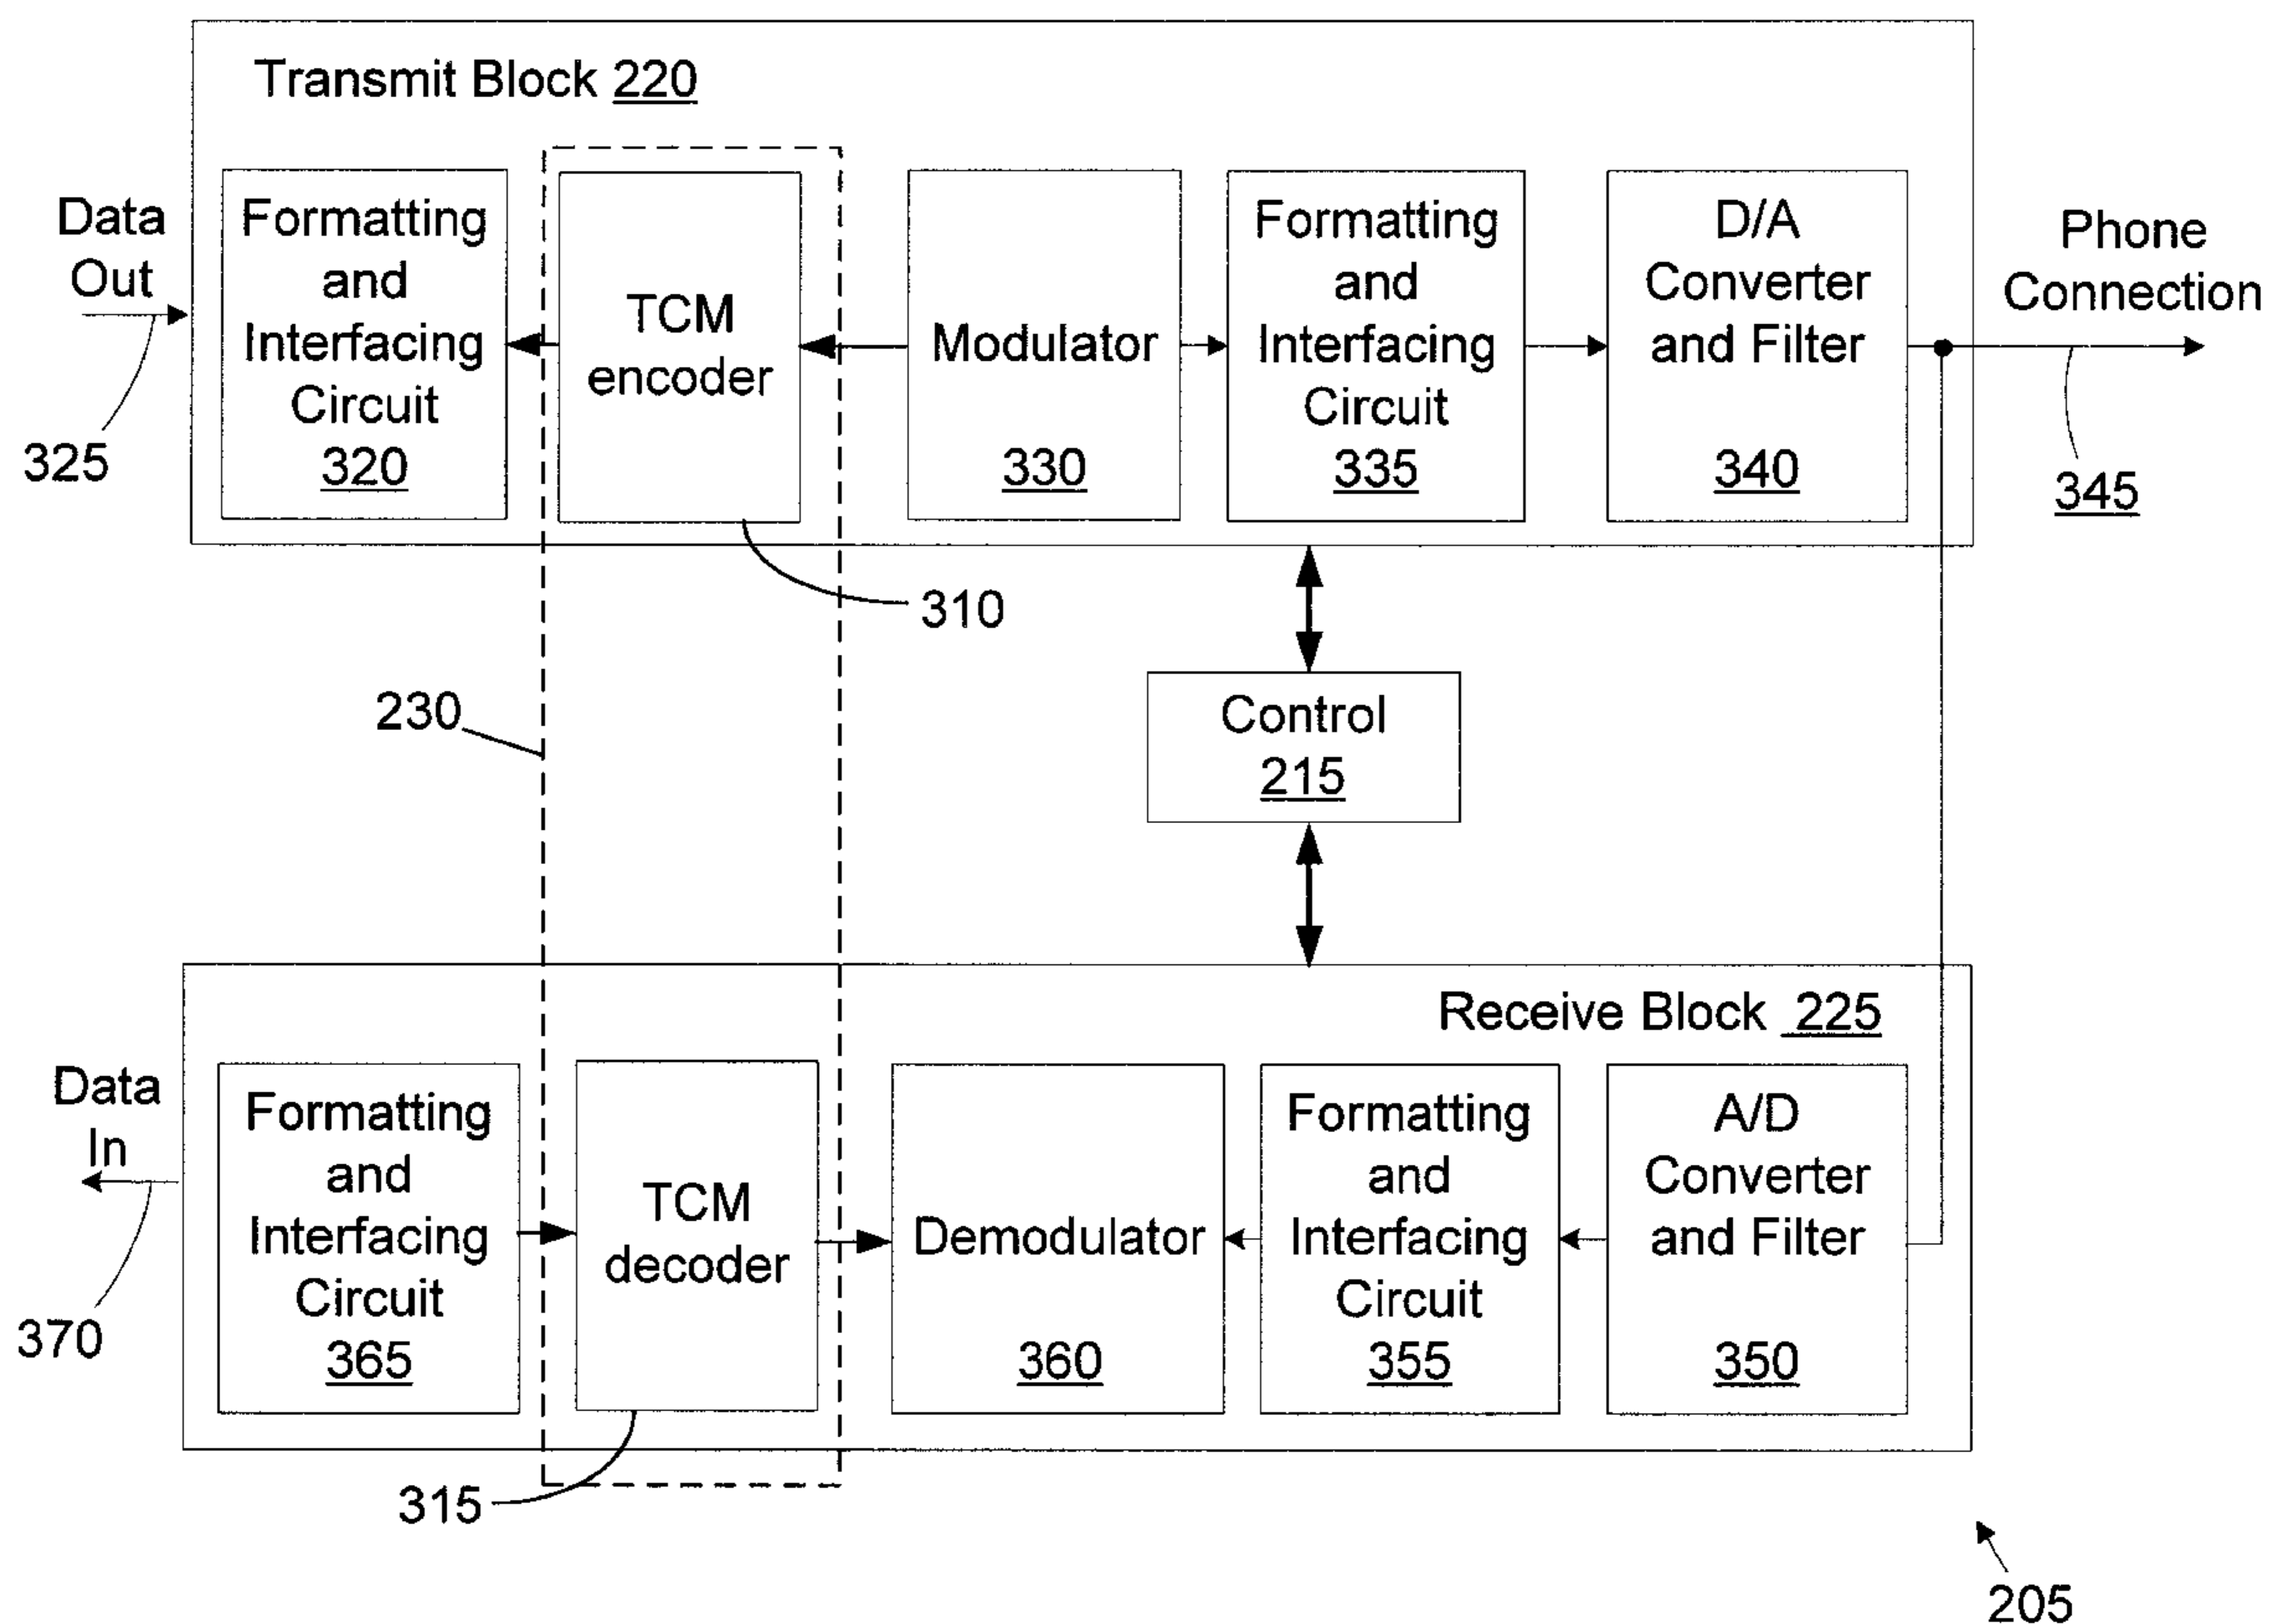 Transmit Block 220
Data
Out
325
Formatting
and
Interfacing
Circuit
320
TCM
encoder
310
Modulator
330
Formatting
and
Interfacing
Circuit
335
D/A
Converter
and Filter
340
Phone
Connection
345
230
Control
215
Receive Block 225
Data
In
370
Formatting
and
Interfacing
Circuit
365
TCM
decoder
315
Demodulator
360
Formatting
and
Interfacing
Circuit
355
A/D
Converter
and Filter
350
205